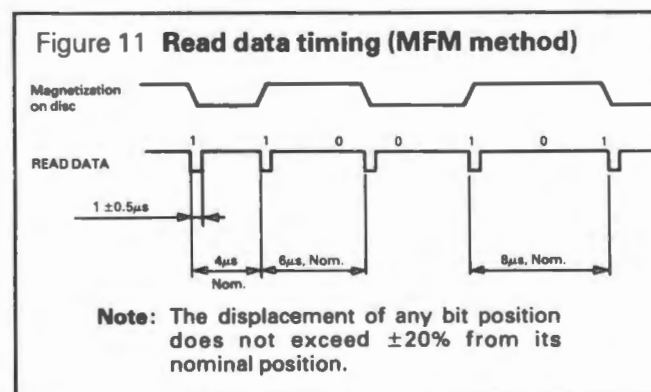 Figure 11 Read data timing (MFM method)
Magnetization
on disc
1 1 0 0 1 0 1
READ DATA
1 ±0.5μs
4μs
Nom.
6μs, Nom.
8μs, Nom.
Note: The displacement of any bit position
does not exceed ±20% from its
nominal position.